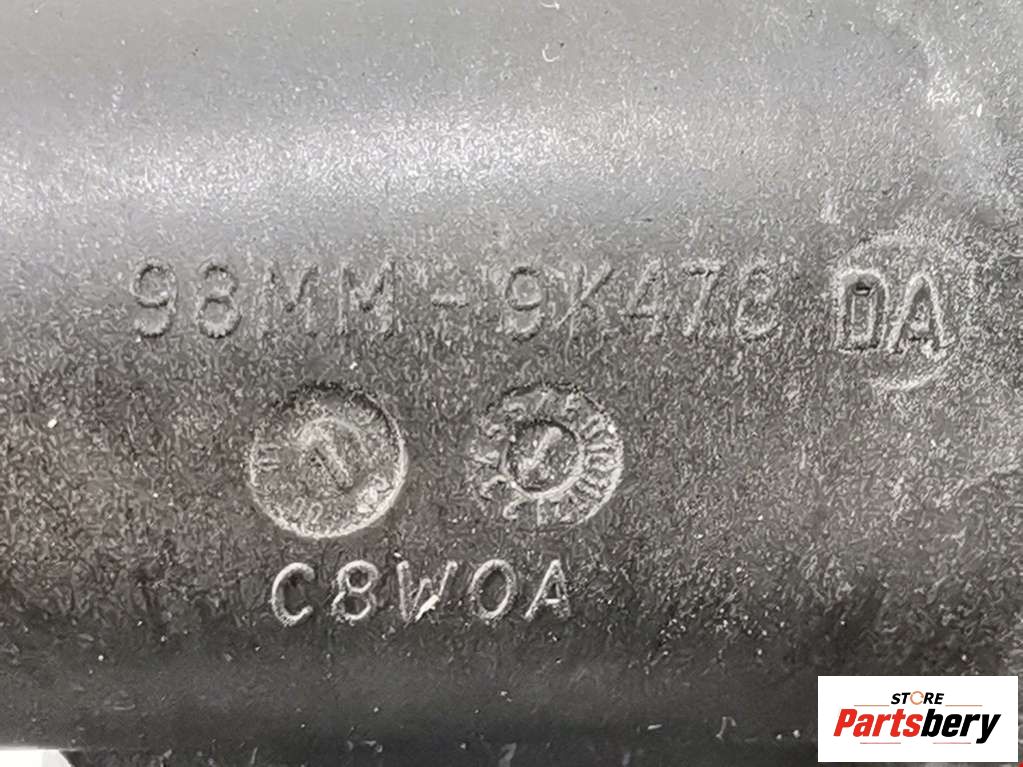 98MM-9K478 DA
C8W0A
STORE
Partsbery